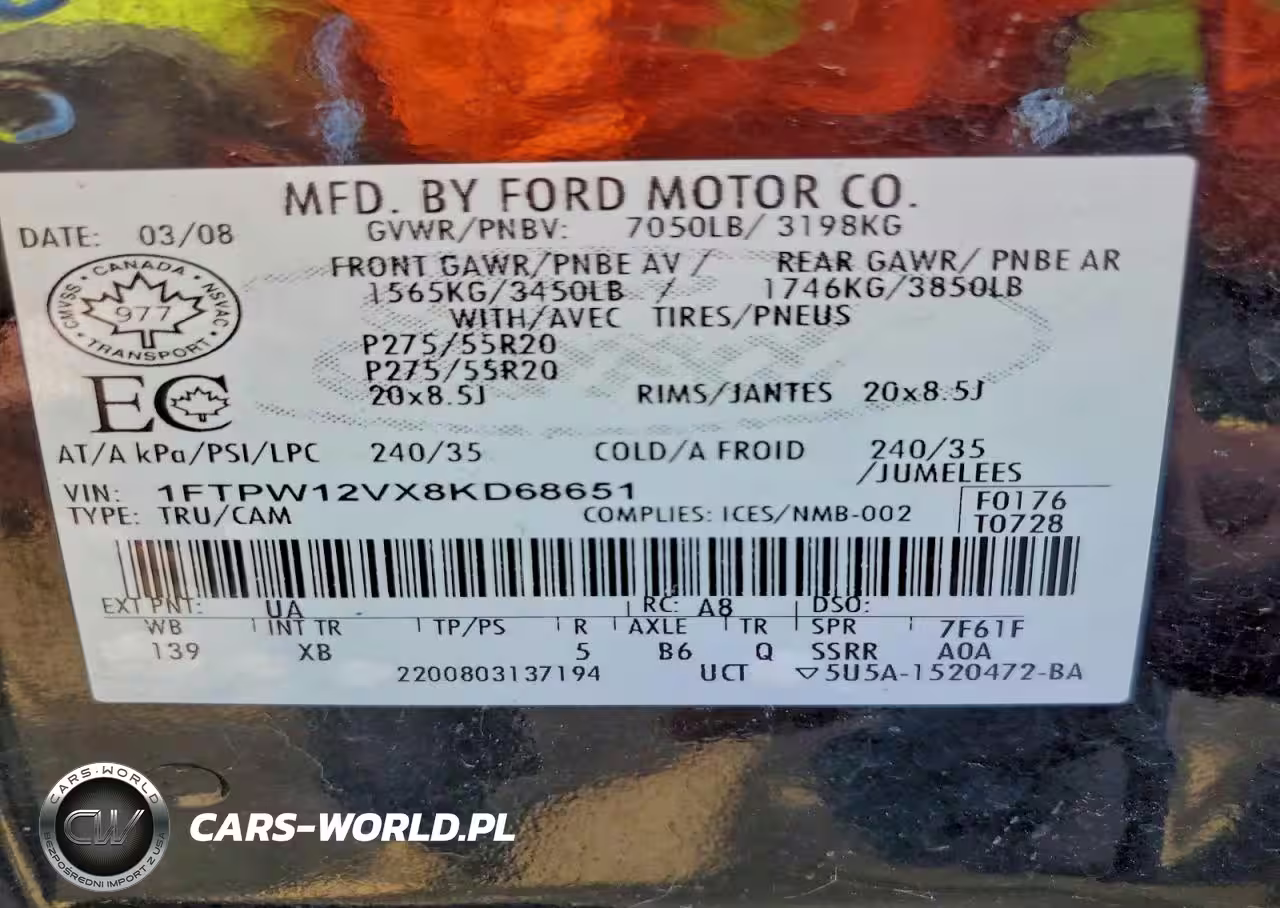 MFD. BY FORD MOTOR CO.
DATE: 03/08 GVWR/PNBV: 7050LB/ 3198KG
FRONT GAWR/PNBE AV / REAR GAWR/ PNBE AR
1565KG/3450LB / 1746KG/3850LB
WITH/AVEC TIRES/PNEUS
P275/55R20
P275/55R20
20x8.5J RIMS/JANTES 20x8.5J
CANADA
CMVSS NSVAC
977
TRANSPORT
EC
AT/A kPa/PSI/LPC 240/35 COLD/A FROID 240/35
/JUMELEES
VIN: 1FTPW12VX8KD68651
TYPE: TRU/CAM COMPLIES: ICES/NMB-002
F0176
T0728
EXT PNT: UA RC: A8 DSO:
WB INT TR TP/PS R AXLE TR SPR 7F61F
139 XB 5 B6 Q SSRR A0A
2200803137194 UCT 5U5A-1520472-BA
CARS-WORLD
CW
BEZPOŚREDNI IMPORT Z USA
CARS-WORLD.PL